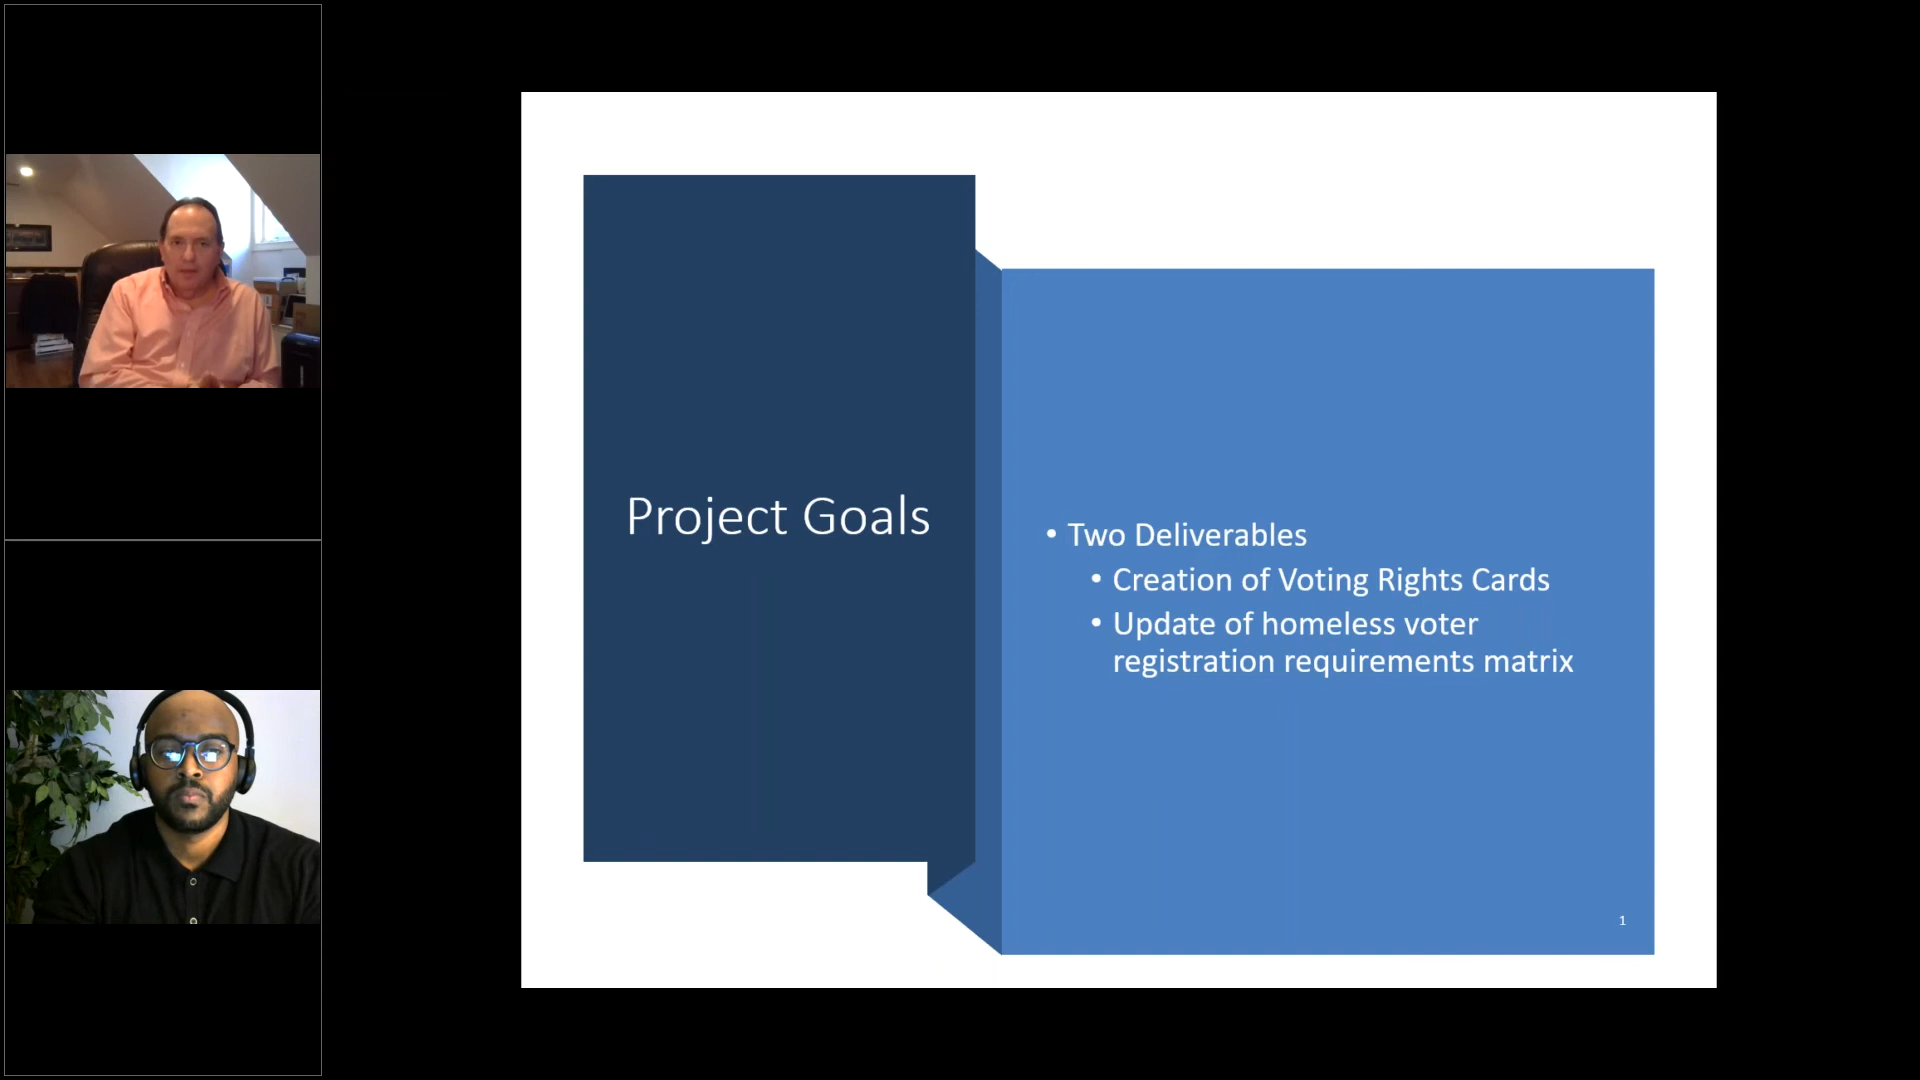 Project Goals
• Two Deliverables
• Creation of Voting Rights Cards
• Update of homeless voter
registration requirements matrix
1